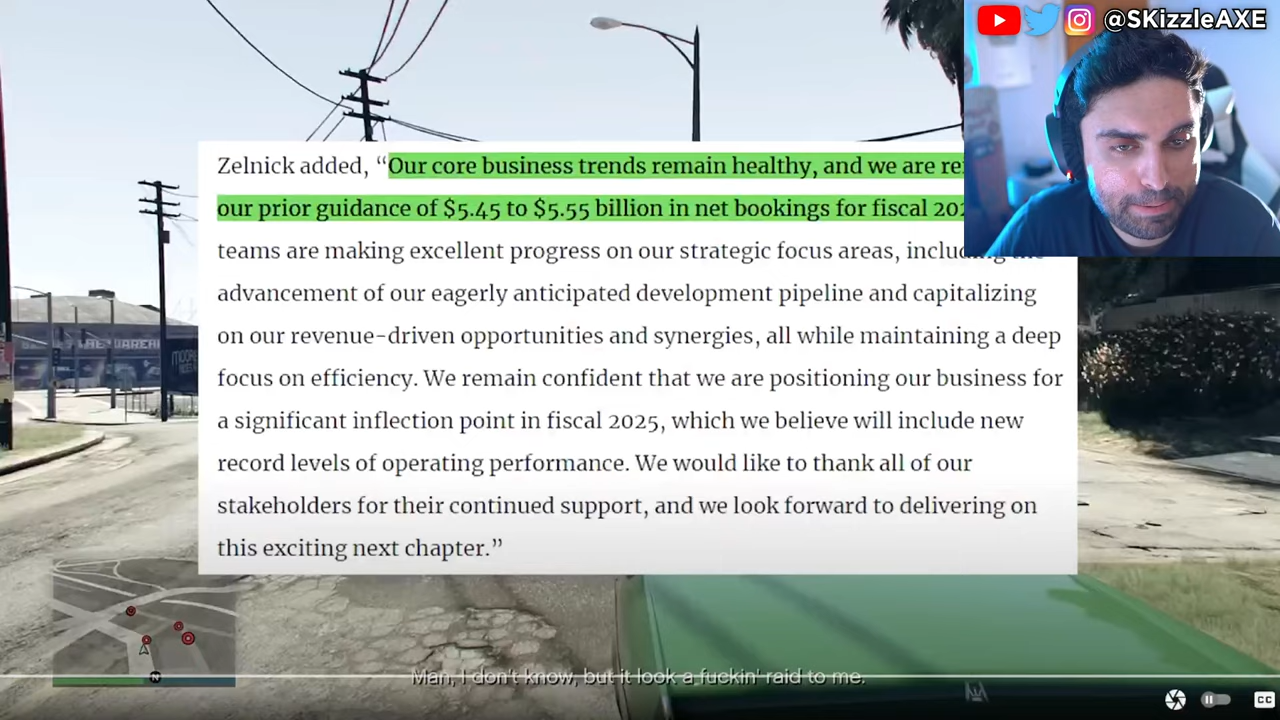 @SKizzleAXE
Zelnick added, “Our core business trends remain healthy, and we are
our prior guidance of $5.45 to $5.55 billion in net bookings for fiscal
teams are making excellent progress on our strategic focus areas, including the
advancement of our eagerly anticipated development pipeline and capitalizing
on our revenue-driven opportunities and synergies, all while maintaining a deep
focus on efficiency. We remain confident that we are positioning our business for
a significant inflection point in fiscal 2025, which we believe will include new
record levels of operating performance. We would like to thank all of our
stakeholders for their continued support, and we look forward to delivering on
this exciting next chapter.”
N
Man, I don't know, but it look a fuckin' raid to me.
CC